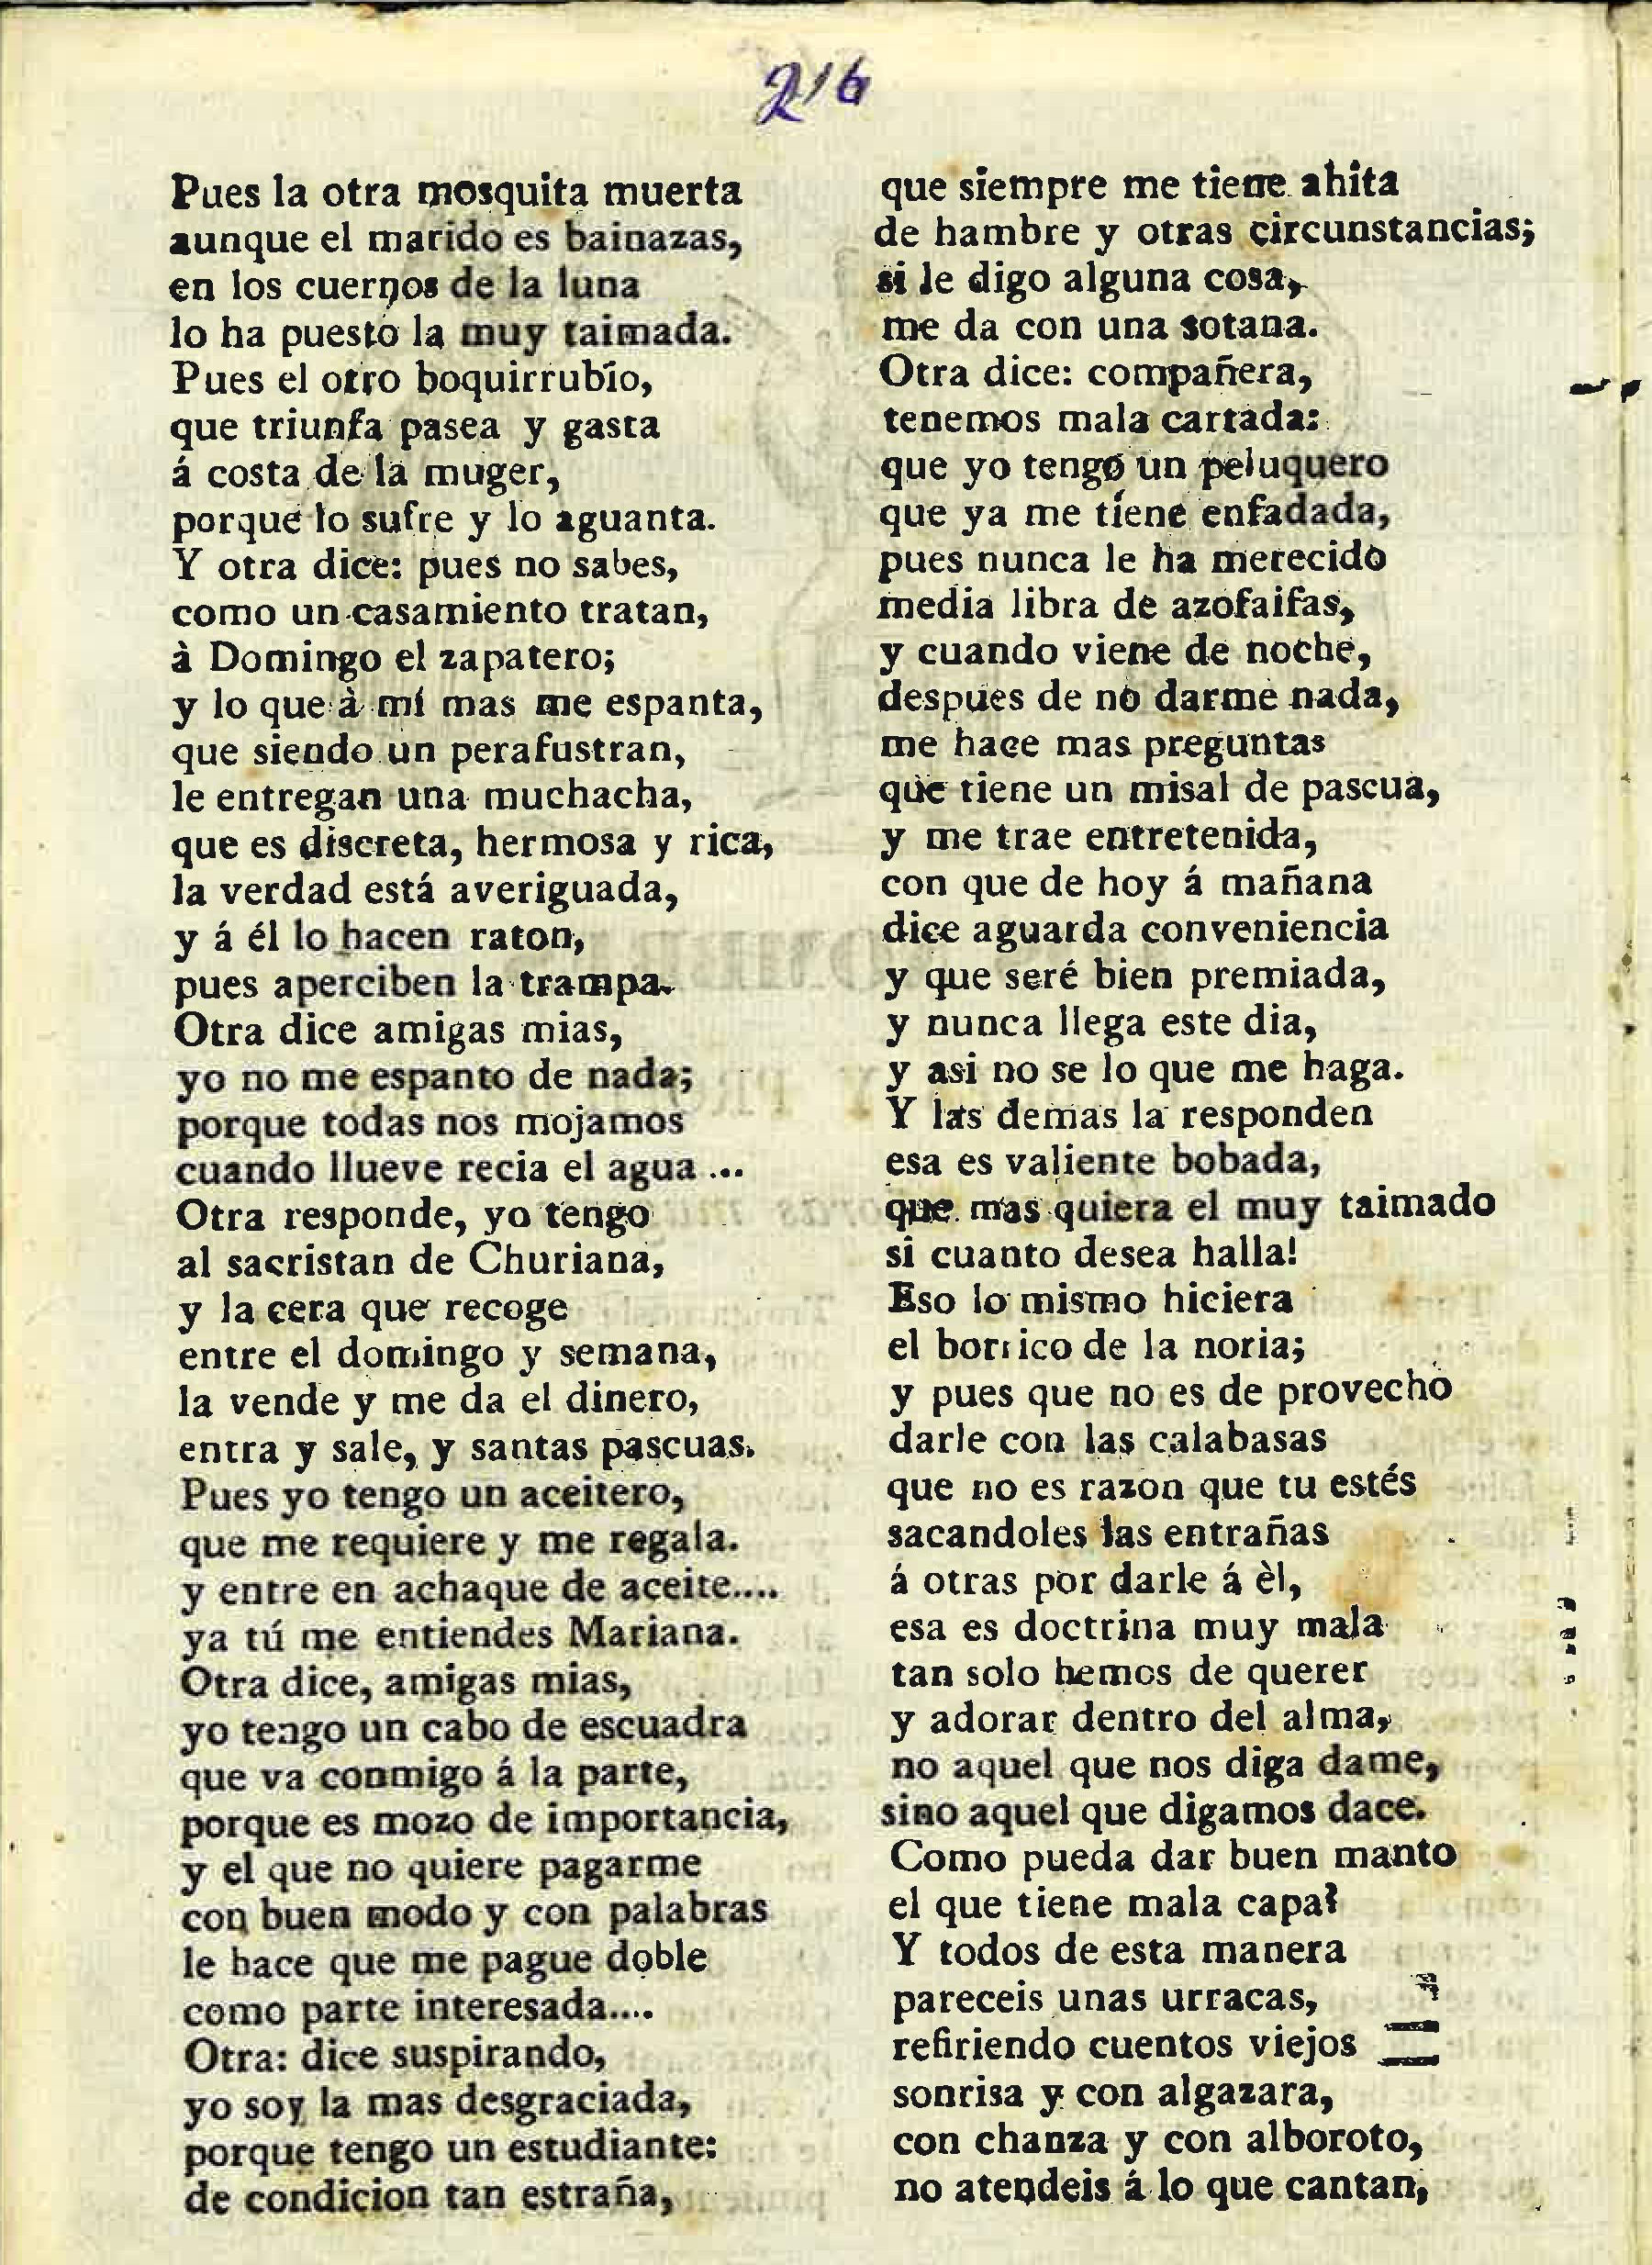 216
Pues la otra mosquita muerta
aunque el marido es bainazas,
en los cuernos de la luna
lo ha puesto la muy taimada.
Pues el otro boquirrubio,
que triunfa pasea y gasta
á costa de la muger,
porque lo sufre y lo aguanta.
Y otra dice: pues no sabes,
como un casamiento tratan,
à Domingo el zapatero;
y lo que à mí mas me espanta,
que siendo un perafustran,
le entregan una muchacha,
que es discreta, hermosa y rica,
la verdad está averiguada,
y á él lo hacen raton,
pues aperciben la trampa.
Otra dice amigas mias,
yo no me espanto de nada;
porque todas nos mojamos
cuando llueve recia el agua ...
Otra responde, yo tengo
al sacristan de Churiana,
y la cera que recoge
entre el domingo y semana,
la vende y me da el dinero,
entra y sale, y santas pascuas.
Pues yo tengo un aceitero,
que me requiere y me regala.
y entre en achaque de aceite....
ya tú me entiendes Mariana.
Otra dice, amigas mias,
yo tengo un cabo de escuadra
que va conmigo á la parte,
porque es mozo de importancia,
y el que no quiere pagarme
con buen modo y con palabras
le hace que me pague doble
como parte interesada....
Otra: dice suspirando,
yo soy la mas desgraciada,
porque tengo un estudiante:
de condicion tan estraña,
que siempre me tiene ahita
de hambre y otras circunstancias;
si le digo alguna cosa,
me da con una sotana.
Otra dice: compañera,
tenemos mala cartada:
que yo tengo un peluquero
que ya me tiene enfadada,
pues nunca le ha merecido
media libra de azofaifas,
y cuando viene de noche,
despues de no darme nada,
me hace mas preguntas
que tiene un misal de pascua,
y me trae entretenida,
con que de hoy á mañana
dice aguarda conveniencia
y que seré bien premiada,
y nunca llega este dia,
y asi no se lo que me haga.
Y las demas la responden
esa es valiente bobada,
que mas quiera el muy taimado
si cuanto desea halla!
Eso lo mismo hiciera
el borrico de la noria;
y pues que no es de provecho
darle con las calabasas
que no es razon que tu estés
sacandoles las entrañas
á otras por darle á èl,
esa es doctrina muy mala
tan solo hemos de querer
y adorar dentro del alma,
no aquel que nos diga dame,
sino aquel que digamos dace.
Como pueda dar buen manto
el que tiene mala capa?
Y todos de esta manera
pareceis unas urracas,
refiriendo cuentos viejos
sonrisa y con algazara,
con chanza y con alboroto,
no atendeis á lo que cantan,